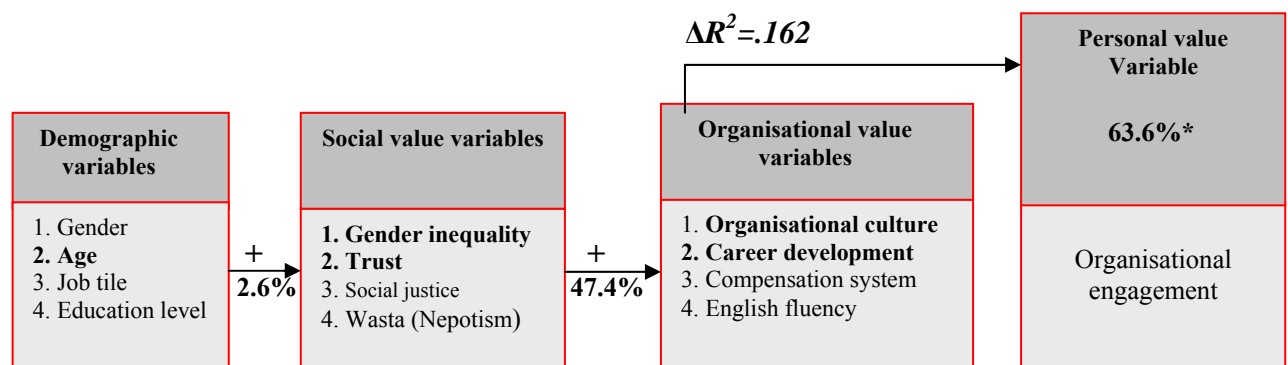 Demographic
variables
1. Gender
2. Age
3. Job tile
4. Education level
+
2.6%
Social value variables
1. Gender inequality
2. Trust
3. Social justice
4. Wasta (Nepotism)
+
47.4%
Organisational value
variables
1. Organisational culture
2. Career development
3. Compensation system
4. English fluency
ΔR²=.162
Personal value
Variable
63.6%*
Organisational
engagement